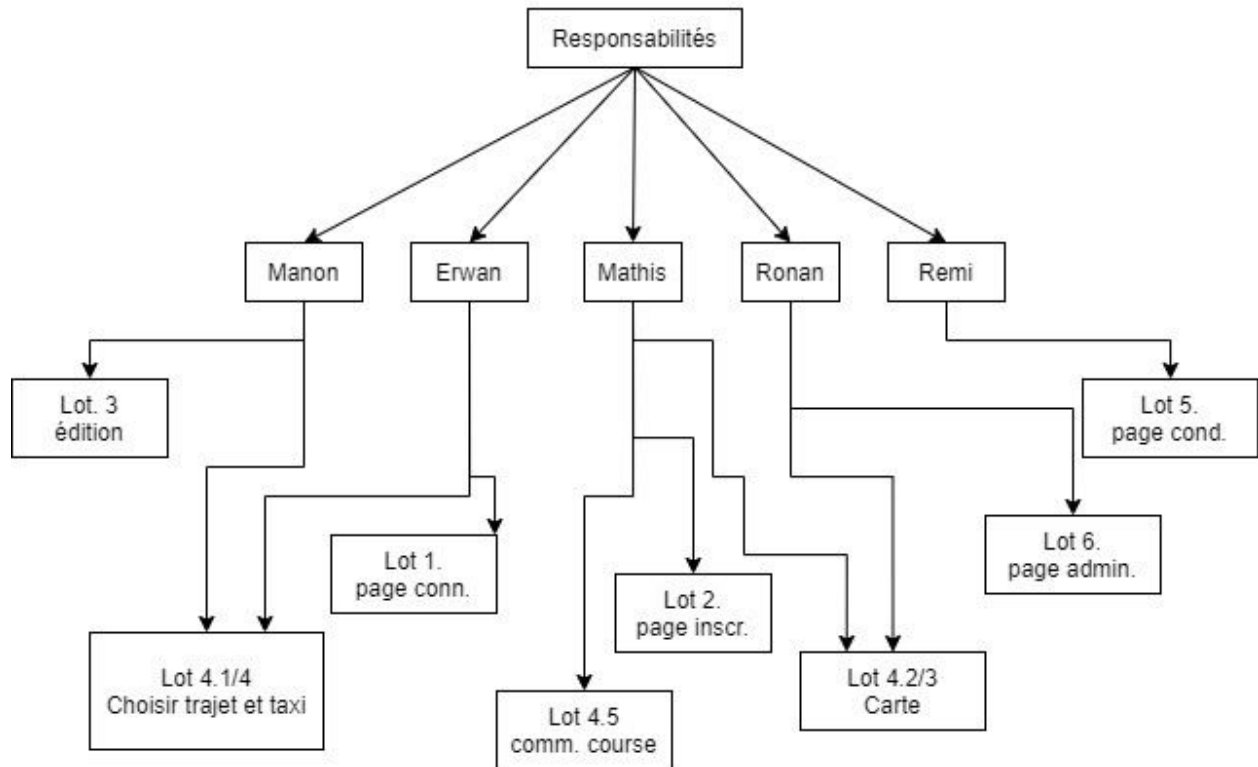 Responsabilités
Manon
Erwan
Mathis
Ronan
Remi
Lot. 3
édition
Lot 5.
page cond.
Lot 1.
page conn.
Lot 6.
page admin.
Lot 2.
page inscr.
Lot 4.1/4
Choisir trajet et taxi
Lot 4.2/3
Carte
Lot 4.5
comm. course